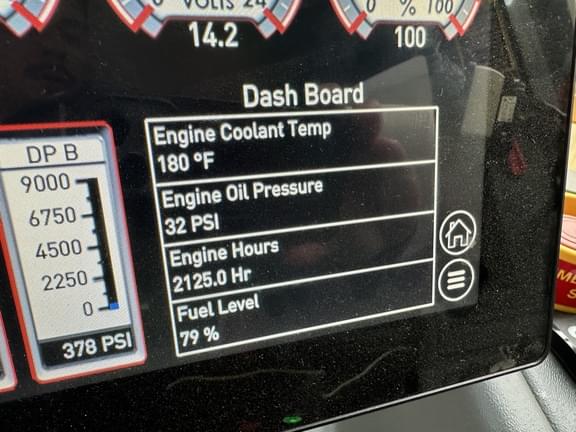 VOLTS 24
0
14.2
0
% 100
100
Dash Board
Engine Coolant Temp
180 °F
Engine Oil Pressure
32 PSI
Engine Hours
2125.0 Hr
Fuel Level
79 %
DP B
9000
6750
4500
2250
0
378 PSI